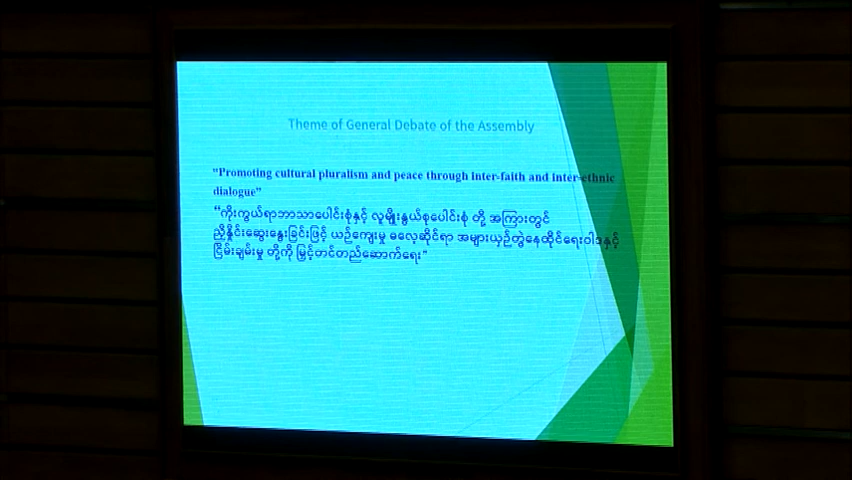 Theme of General Debate of the Assembly
"Promoting cultural pluralism and peace through inter-faith and inter-ethnic
dialogue"
“ကိုးကွယ်ရာဘာသာပေါင်းစုံနှင့် လူမျိုးနွယ်စုပေါင်းစုံ တို့ အကြားတွင်
ညှိနှိုင်းဆွေးနွေးခြင်းဖြင့် ယဉ်ကျေးမှု ဓလေ့ဆိုင်ရာ အများယှဉ်တွဲနေထိုင်ရေးဝါဒနှင့်
ငြိမ်းချမ်းမှု တို့ကို မြှင့်တင်တည်ဆောက်ရေး”